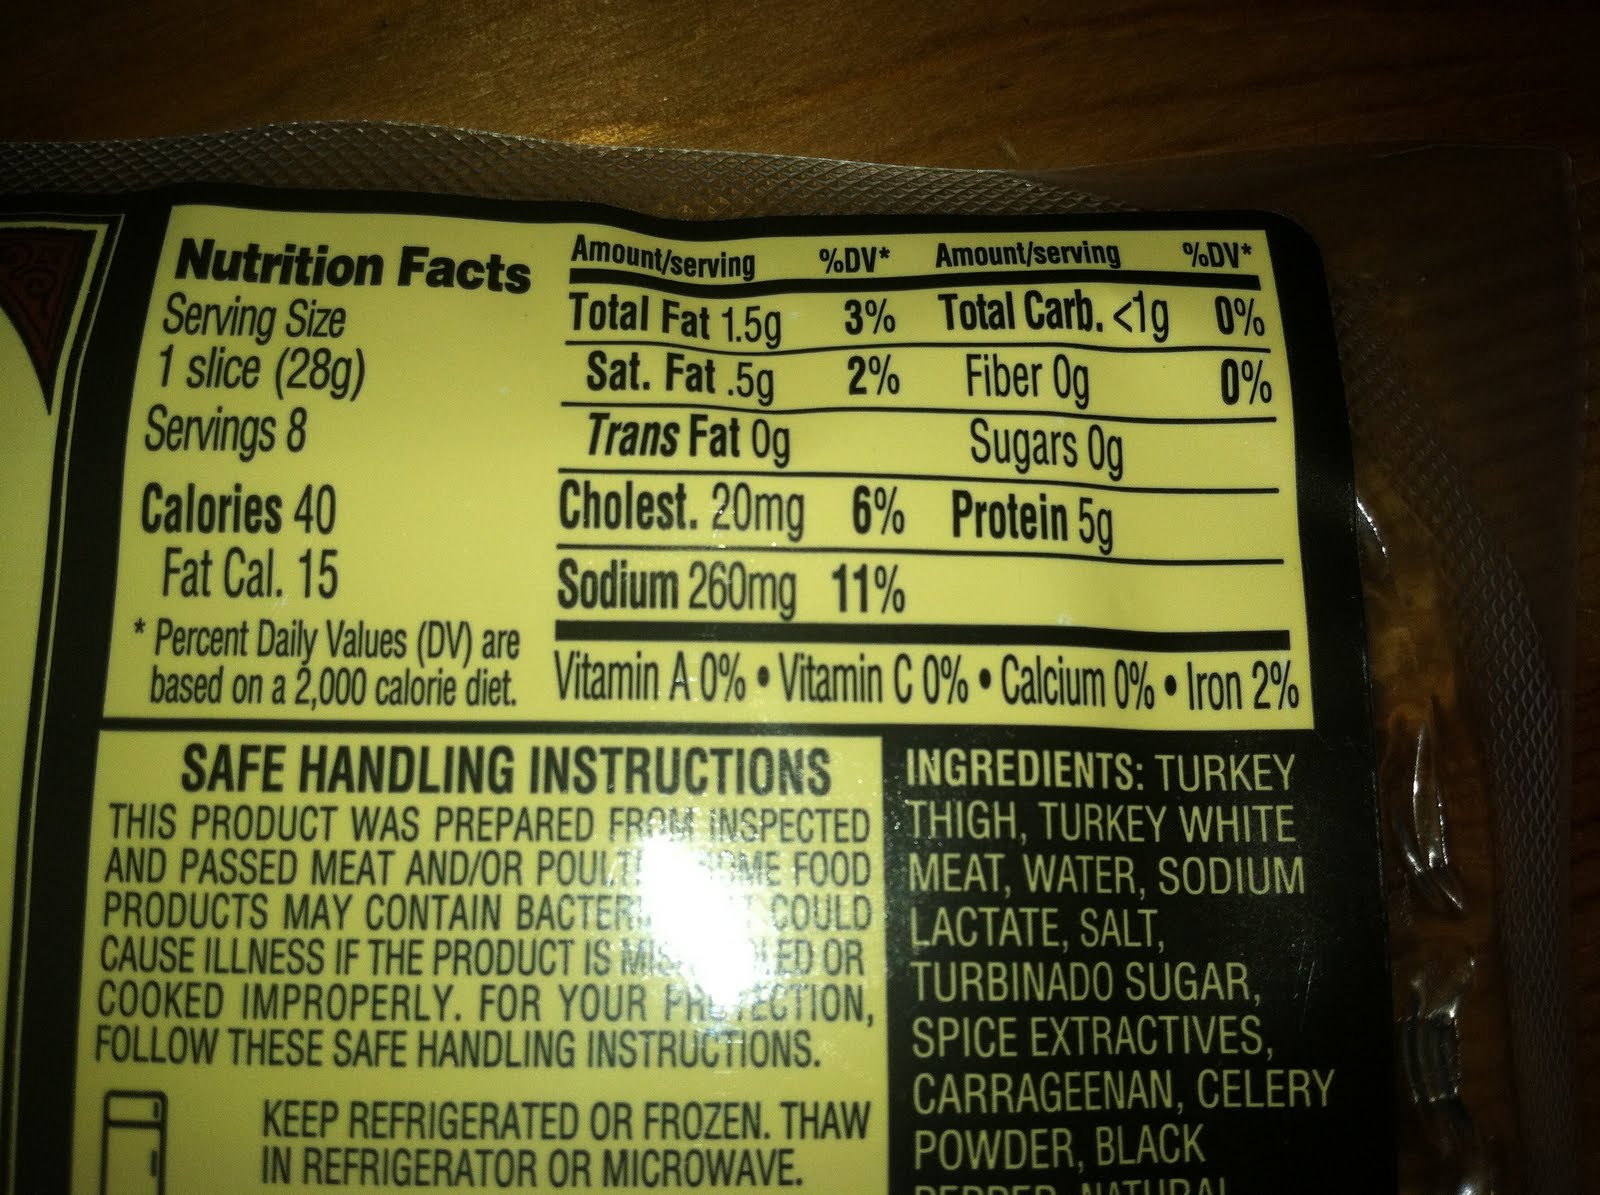 Nutrition Facts
Serving Size
1 slice (28g)
Servings 8
Calories 40
Fat Cal. 15
* Percent Daily Values (DV) are
based on a 2,000 calorie diet.
Amount/serving %DV* Amount/serving %DV*
Total Fat 1.5g 3% Total Carb. <1g 0%
Sat. Fat .5g 2% Fiber 0g 0%
Trans Fat 0g Sugars 0g
Cholest. 20mg 6% Protein 5g
Sodium 260mg 11%
Vitamin A 0% • Vitamin C 0% • Calcium 0% • Iron 2%
SAFE HANDLING INSTRUCTIONS
THIS PRODUCT WAS PREPARED FROM INSPECTED
AND PASSED MEAT AND/OR FOOD
PRODUCTS MAY CONTAIN COULD
CAUSE ILLNESS IF THE PRODUCT IS OR
COOKED IMPROPERLY. FOR YOUR PROTECTION,
FOLLOW THESE SAFE HANDLING INSTRUCTIONS.
KEEP REFRIGERATED OR FROZEN. THAW
IN REFRIGERATOR OR MICROWAVE.
INGREDIENTS: TURKEY
THIGH, TURKEY WHITE
MEAT, WATER, SODIUM
LACTATE, SALT,
TURBINADO SUGAR,
SPICE EXTRACTIVES,
CARRAGEENAN, CELERY
POWDER, BLACK
PEPPER, NATURAL